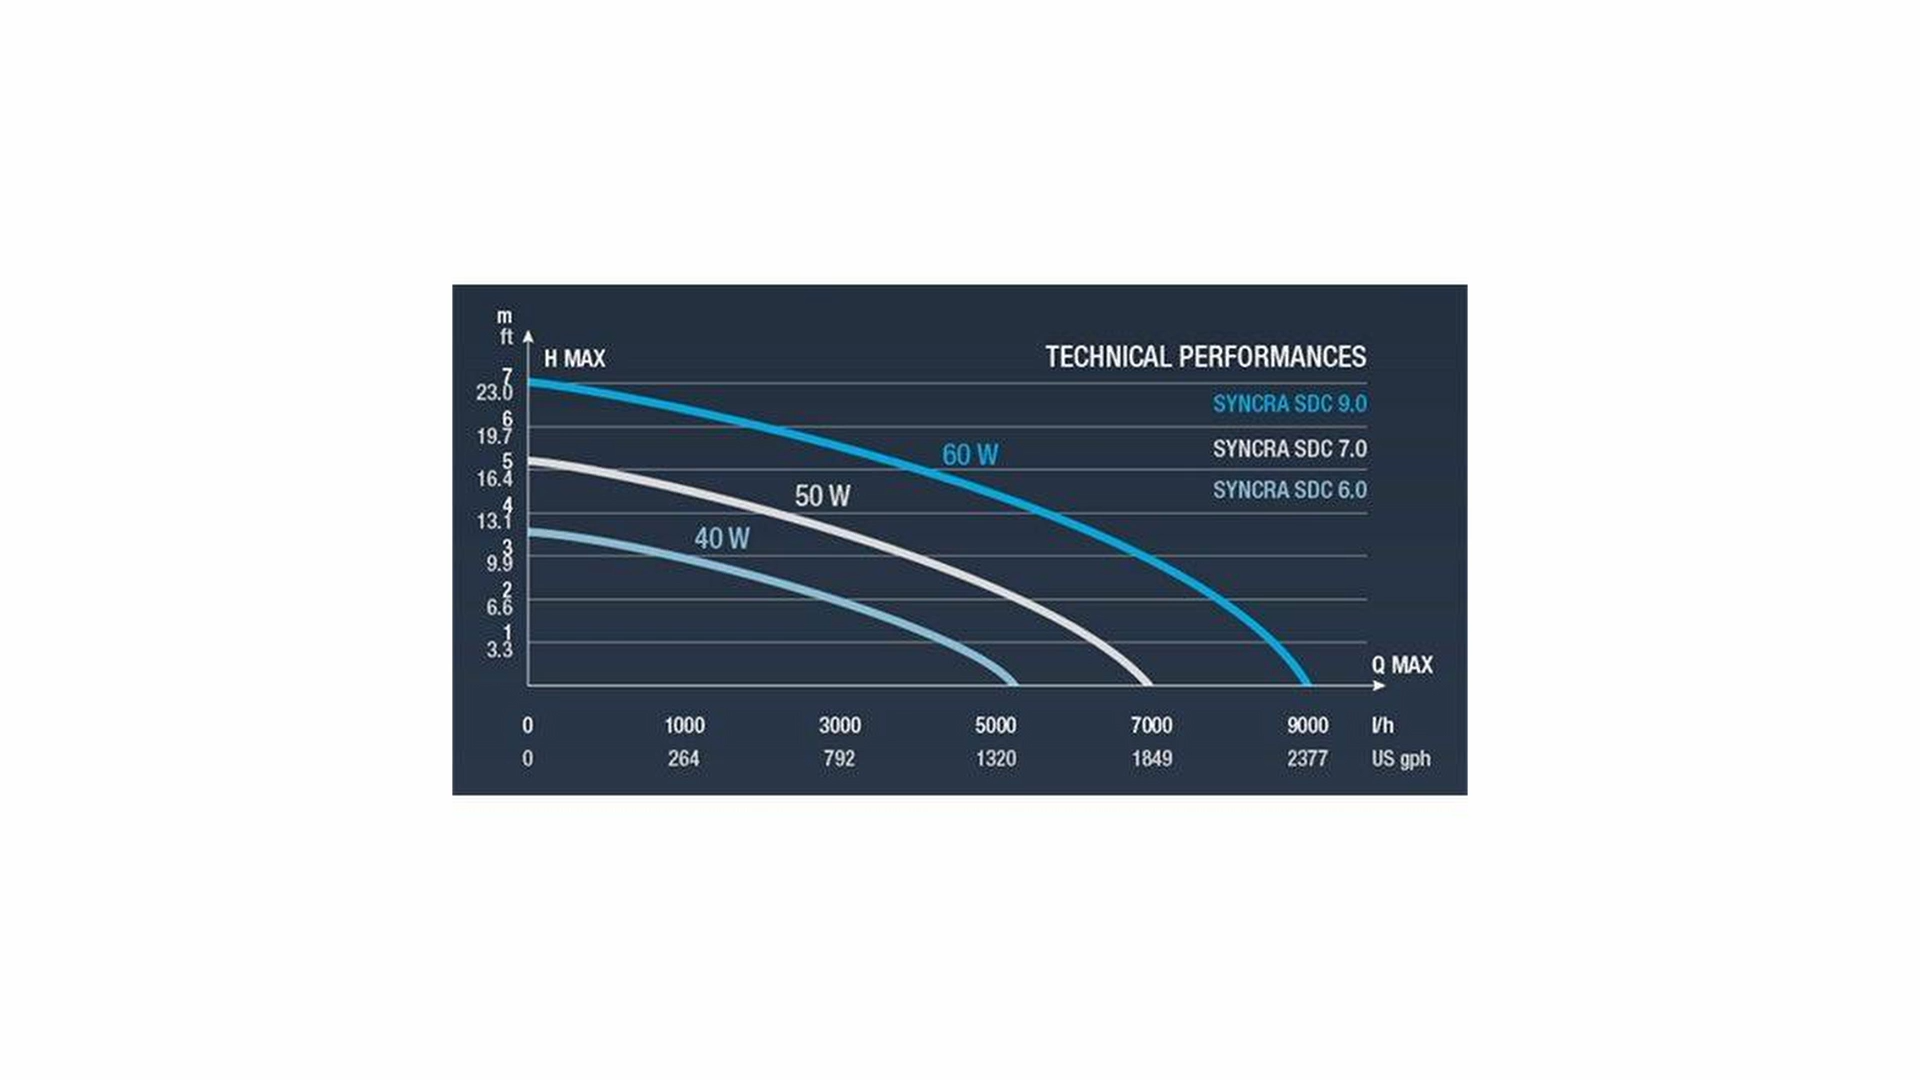 m
ft
H MAX
TECHNICAL PERFORMANCES
7
23.0
SYNCRA SDC 9.0
6
19.7
SYNCRA SDC 7.0
60 W
5
16.4
SYNCRA SDC 6.0
50 W
4
13.1
40 W
3
9.9
2
6.6
1
3.3
Q MAX
0 1000 3000 5000 7000 9000 l/h
0 264 792 1320 1849 2377 US gph